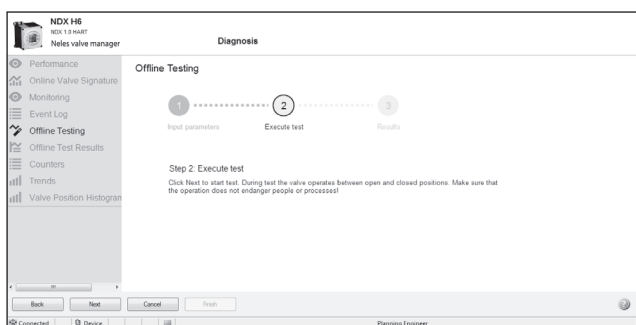 NDX H6
NDX 1.0 HART
Neles valve manager
Diagnosis
Performance
Online Valve Signature
Monitoring
Event Log
Offline Testing
Offline Test Results
Counters
Trends
Valve Position Histogram
Offline Testing
1
2
3
Input parameters
Execute test
Results
Step 2: Execute test
Click Next to start test. During test the valve operates between open and closed positions. Make sure that
the operation does not endanger people or processes!
Back
Next
Cancel
Finish
?
Connected
Device
Planning Engineer